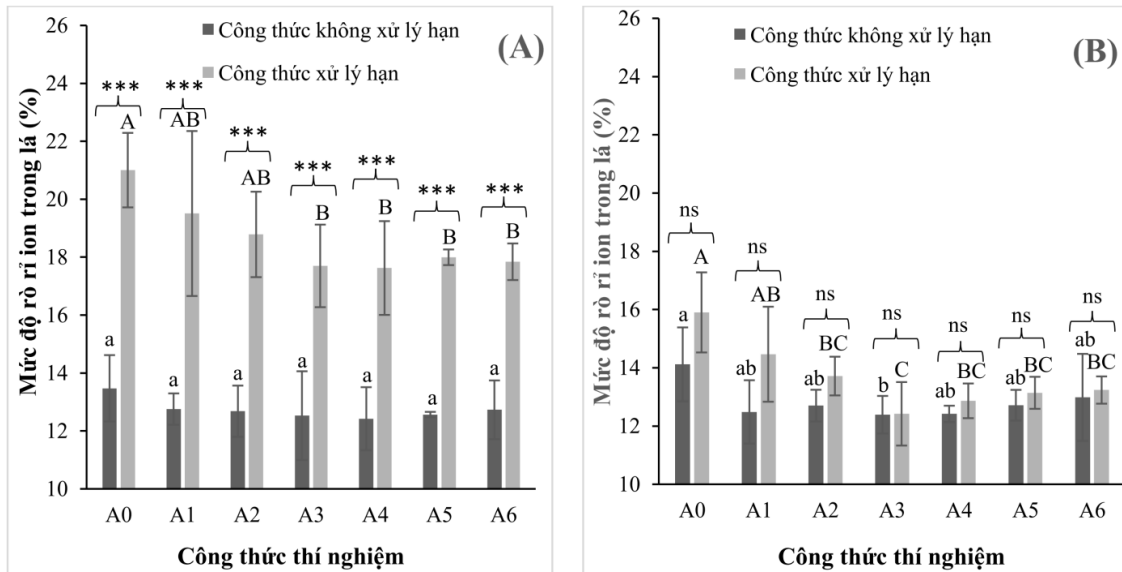 26
24
22
20
18
16
14
12
10
Mức độ rò rỉ ion trong lá (%)
Công thức không xử lý hạn
Công thức xử lý hạn
(A)
*** *** *** *** *** *** ***
A AB AB B B B B
a a a a a a a
A0 A1 A2 A3 A4 A5 A6
Công thức thí nghiệm
26
24
22
20
18
16
14
12
10
Mức độ rò rỉ ion trong lá (%)
Công thức không xử lý hạn
Công thức xử lý hạn
(B)
ns ns ns ns ns ns ns
A AB BC C BC BC BC
a ab ab b ab ab ab
A0 A1 A2 A3 A4 A5 A6
Công thức thí nghiệm